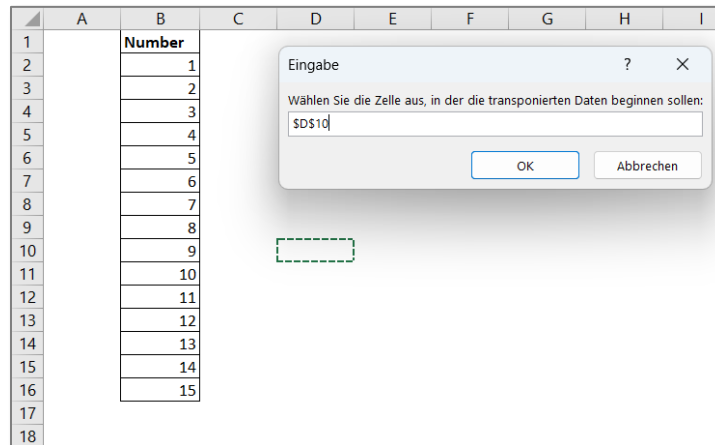 A B C D E F G H I
1 Number
2 1
3 2
4 3
5 4
6 5
7 6
8 7
9 8
10 9
11 10
12 11
13 12
14 13
15 14
16 15
17
18
Eingabe ? ×
Wählen Sie die Zelle aus, in der die transponierten Daten beginnen sollen:
$D$10
OK Abbrechen